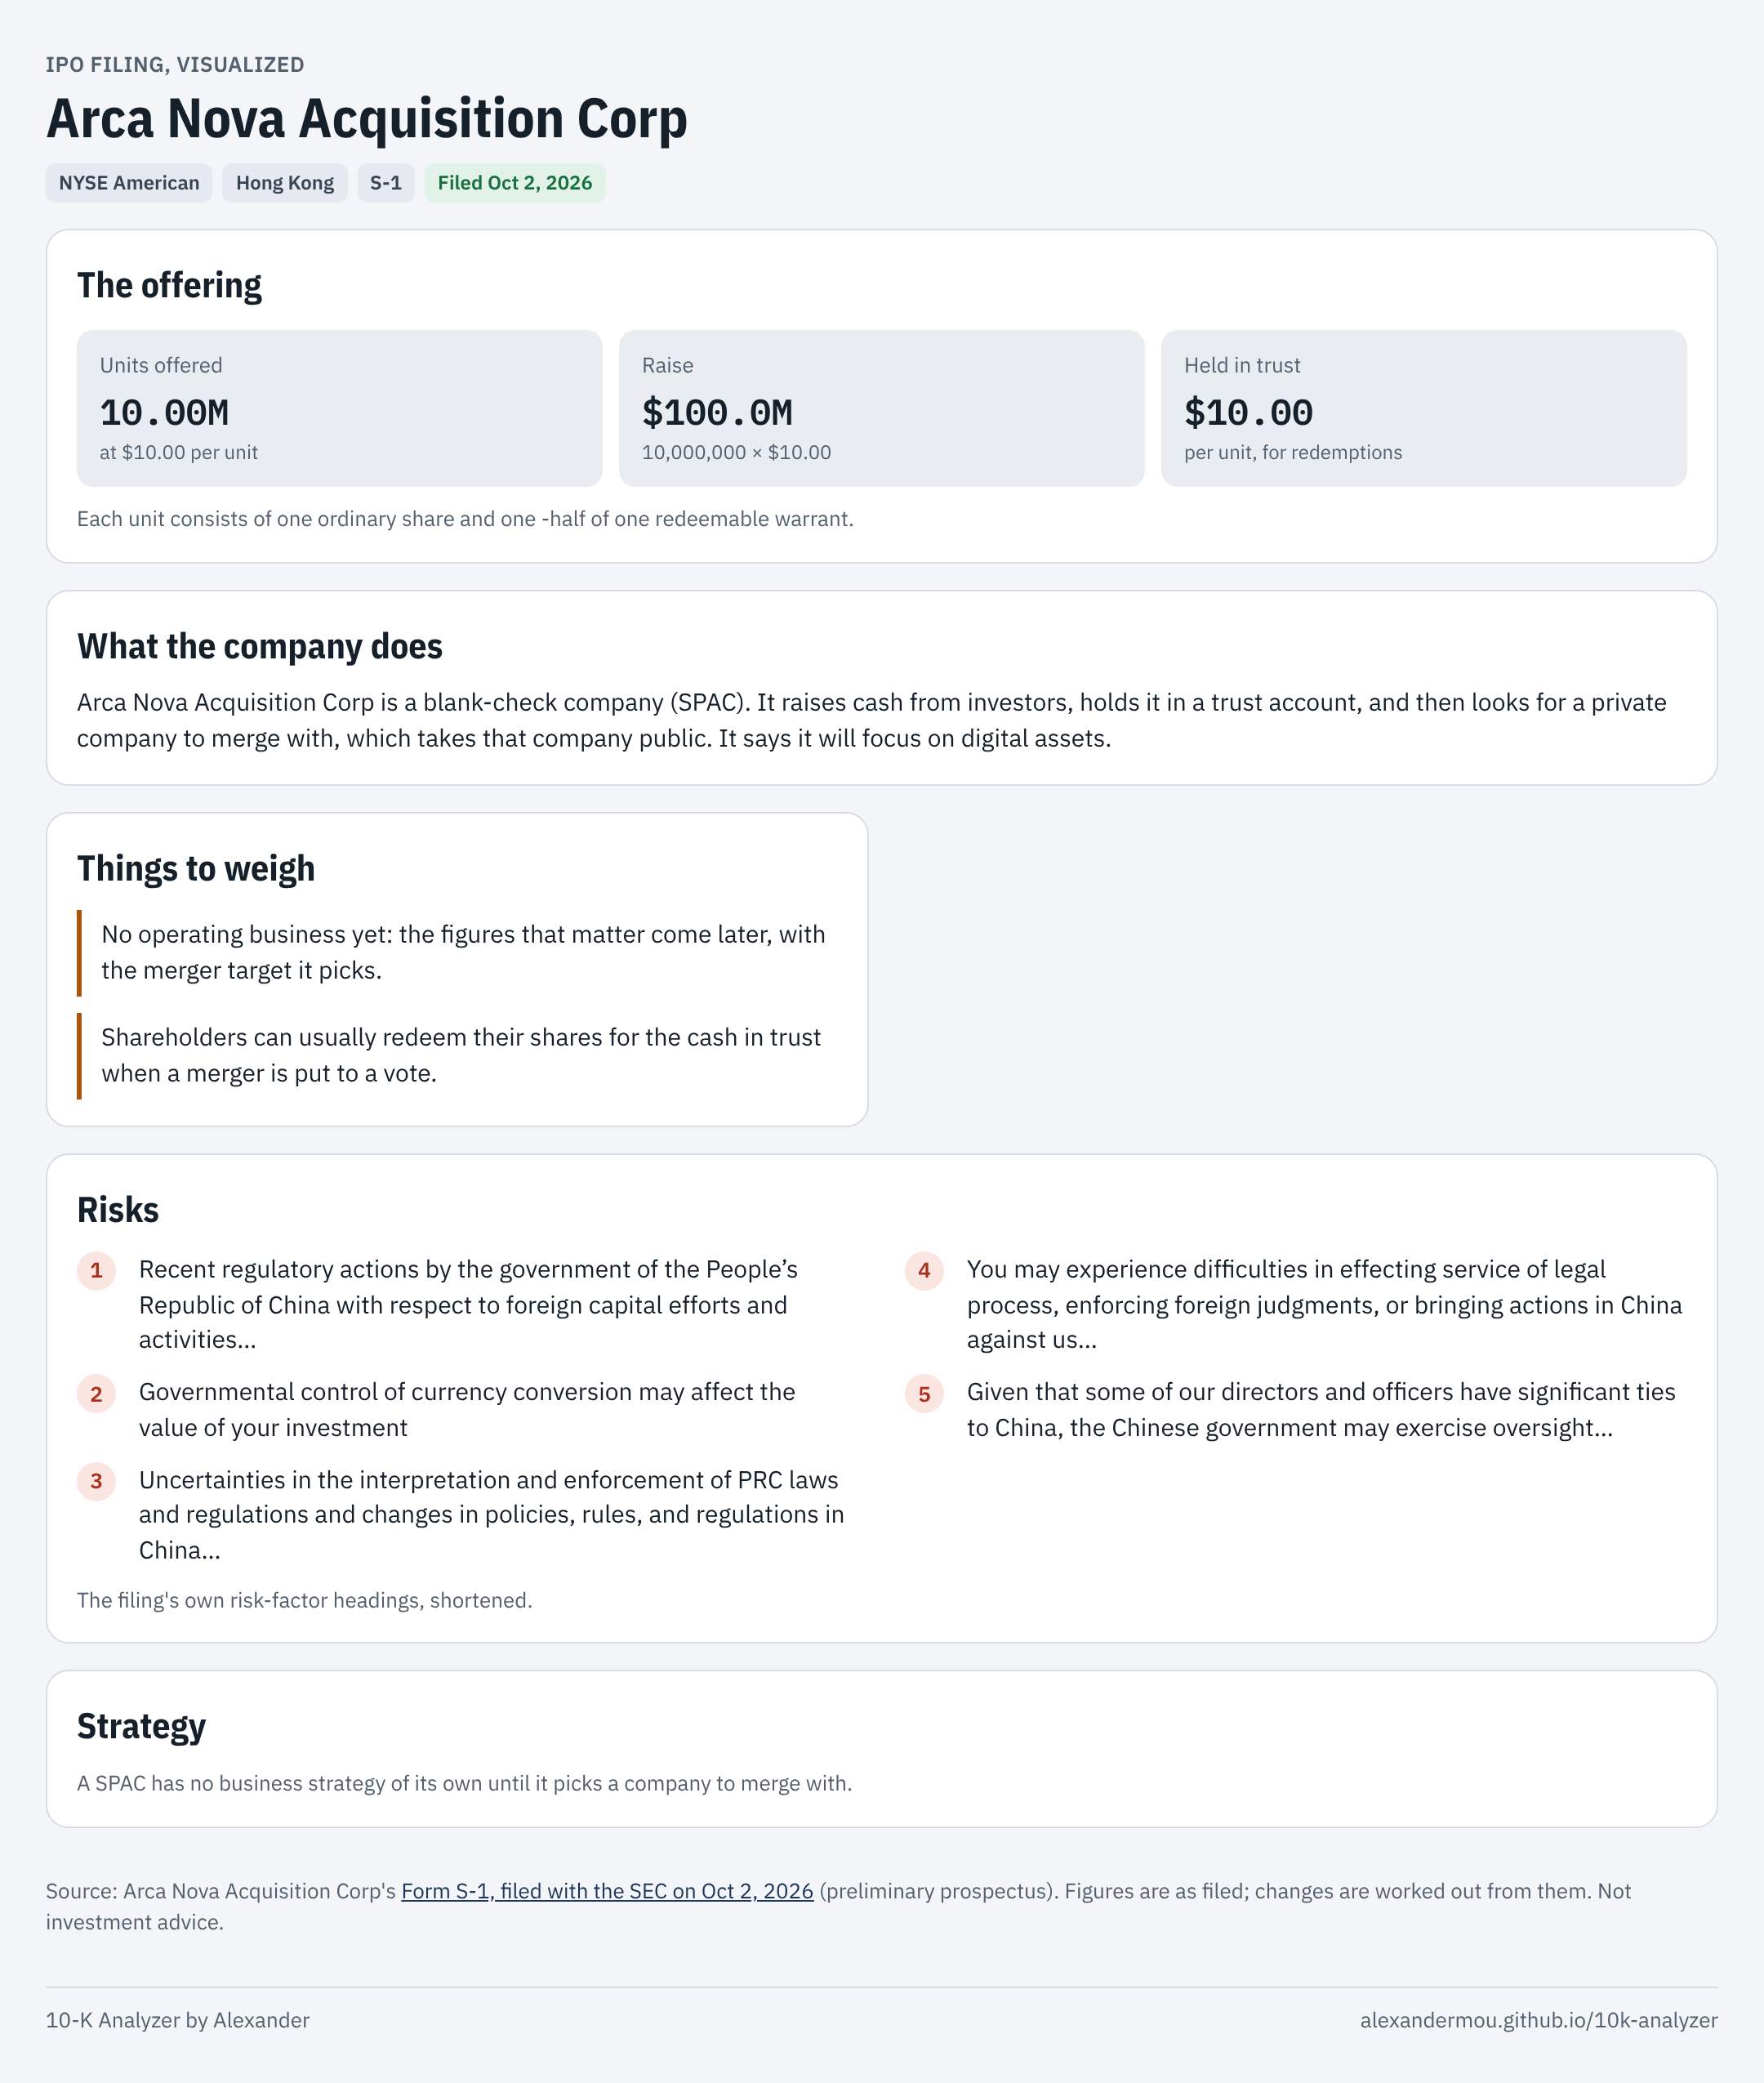 IPO FILING, VISUALIZED
Arca Nova Acquisition Corp
NYSE American Hong Kong S-1 Filed Oct 2, 2026
The offering
Units offered
10.00M
at $10.00 per unit
Raise
$100.0M
10,000,000 × $10.00
Held in trust
$10.00
per unit, for redemptions
Each unit consists of one ordinary share and one -half of one redeemable warrant.
What the company does
Arca Nova Acquisition Corp is a blank-check company (SPAC). It raises cash from investors, holds it in a trust account, and then looks for a private
company to merge with, which takes that company public. It says it will focus on digital assets.
Things to weigh
No operating business yet: the figures that matter come later, with
the merger target it picks.
Shareholders can usually redeem their shares for the cash in trust
when a merger is put to a vote.
Risks
1 Recent regulatory actions by the government of the People’s
Republic of China with respect to foreign capital efforts and
activities...
2 Governmental control of currency conversion may affect the
value of your investment
3 Uncertainties in the interpretation and enforcement of PRC laws
and regulations and changes in policies, rules, and regulations in
China...
4 You may experience difficulties in effecting service of legal
process, enforcing foreign judgments, or bringing actions in China
against us...
5 Given that some of our directors and officers have significant ties
to China, the Chinese government may exercise oversight...
The filing's own risk-factor headings, shortened.
Strategy
A SPAC has no business strategy of its own until it picks a company to merge with.
Source: Arca Nova Acquisition Corp's Form S-1, filed with the SEC on Oct 2, 2026 (preliminary prospectus). Figures are as filed; changes are worked out from them. Not
investment advice.
10-K Analyzer by Alexander
alexandermou.github.io/10k-analyzer